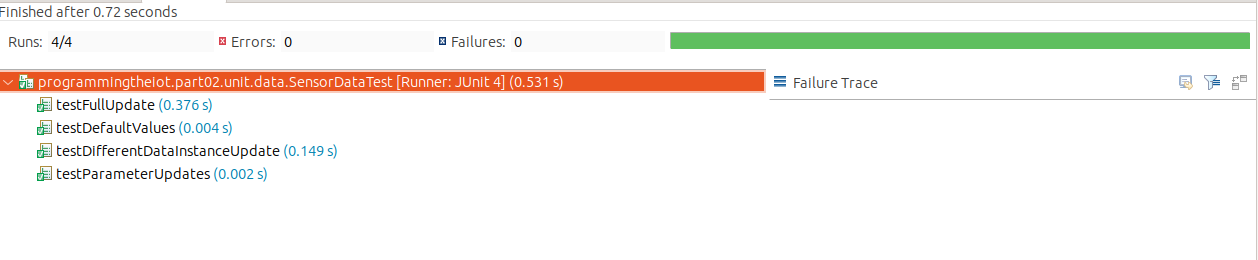 Finished after 0.72 seconds
Runs: 4/4 Errors: 0 Failures: 0
programmingtheiot.part02.unit.data.SensorDataTest [Runner: JUnit 4] (0.531 s)
Failure Trace
testFullUpdate (0.376 s)
testDefaultValues (0.004 s)
testDifferentDataInstanceUpdate (0.149 s)
testParameterUpdates (0.002 s)